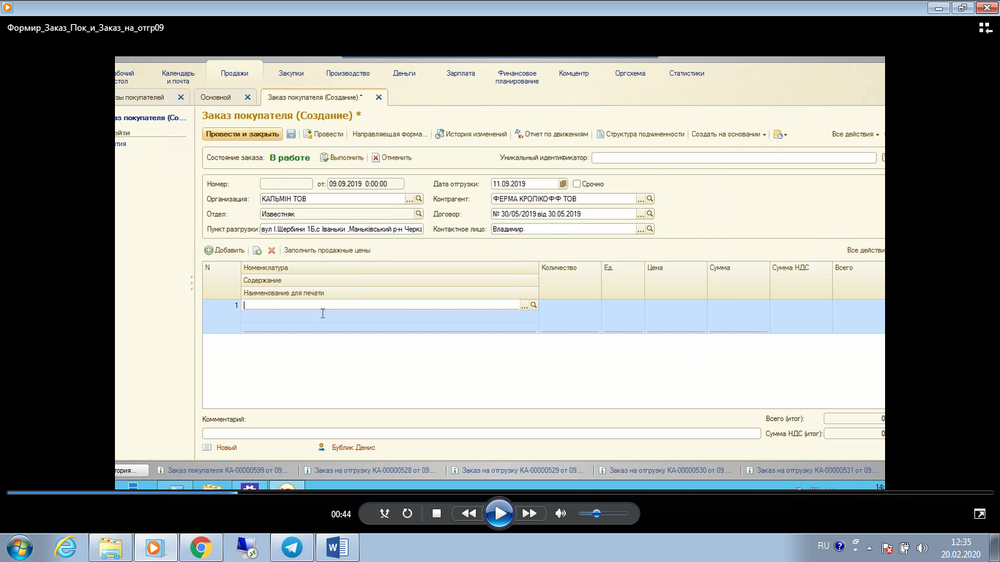 Формир_Заказ_Пок_и_Заказ_на_отгр09
абочий стол
Календарь и почта
Продажи
Закупки
Производство
Деньги
Зарплата
Финансовое планирование
Комцентр
Оргсхема
Статистики
зы покупателей
Основной
Заказ покупателя (Создание) *
аз покупателя (Со...
Заказ покупателя (Создание) *
ейти
тия
Провести и закрыть
Провести
Направляющая форма...
История изменений
Дт Кт Отчет по движениям
Структура подчиненности
Создать на основании
Все действия
Состояние заказа: В работе
Выполнить
Отменить
Уникальный идентификатор:
Номер:
от: 09.09.2019 0:00:00
Дата отгрузки: 11.09.2019
Срочно
Организация: КАЛЬМІН ТОВ
Контрагент: ФЕРМА КРОЛІКОФФ ТОВ
Отдел: Известняк
Договор: № 30/05/2019 від 30.05.2019
Пункт разгрузки: вул І.Щербини 1Б,с Іваньки ,Маньківський р-н Черка
Контактное лицо: Владимир
Добавить
Заполнить продажные цены
Все действи
N
Номенклатура
Количество
Ед.
Цена
Сумма
Сумма НДС
Всего
Содержание
Наименование для печати
1
Комментарий:
Всего (итог): 0
Сумма НДС (итог): 0
Новый
Бублик Денис
тория...
Заказ покупателя КА-00000599 от 09....
Заказ на отгрузку КА-00000528 от 09....
Заказ на отгрузку КА-00000529 от 09....
Заказ на отгрузку КА-00000530 от 09....
Заказ на отгрузку КА-00000531 от 09....
14:
00:44
RU
12:35
20.02.2020